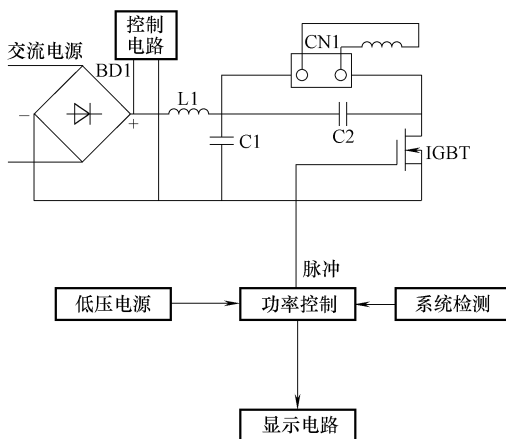 控制
电路
交流电源
BD1
CN1
L1
− +
C1
C2
IGBT
脉冲
低压电源
功率控制
系统检测
显示电路